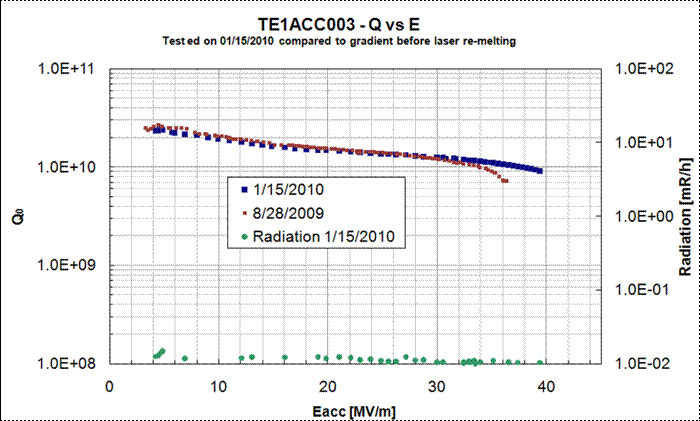 TE1ACC003 - Q vs E
Tested on 01/15/2010 compared to gradient before laser re-melting
1.0E+11
1.0E+10
1.0E+09
1.0E+08
Q0
1/15/2010
8/28/2009
Radiation 1/15/2010
1.0E+02
1.0E+01
1.0E+00
1.0E-01
1.0E-02
Radiation [mR/h]
0
10
20
30
40
Eacc [MV/m]